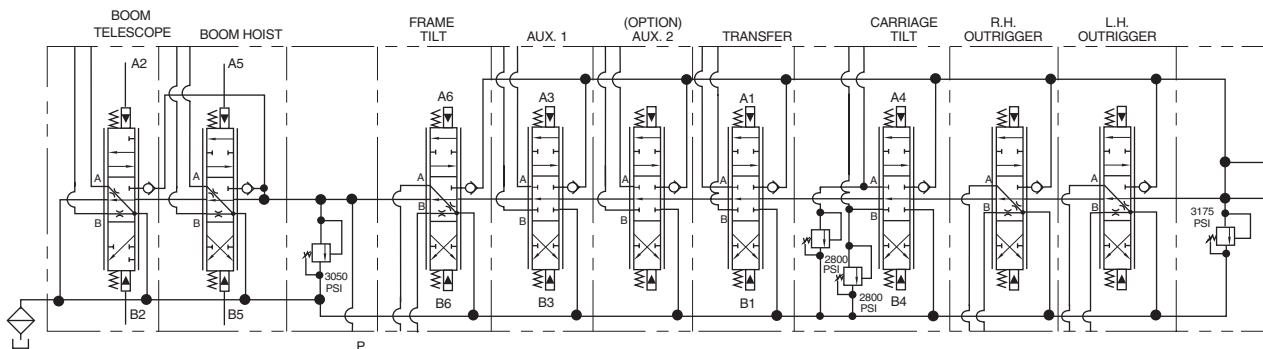 BOOM
TELESCOPE
BOOM HOIST
FRAME
TILT
AUX. 1
(OPTION)
AUX. 2
TRANSFER
CARRIAGE
TILT
R.H.
OUTRIGGER
L.H.
OUTRIGGER
A2
A5
A6
A3
A1
A4
A
A
A
A
A
A
B
B
B
B
B
3050
PSI
2800
PSI
2800
PSI
3175
PSI
B2
B5
B6
B3
B1
B4
P